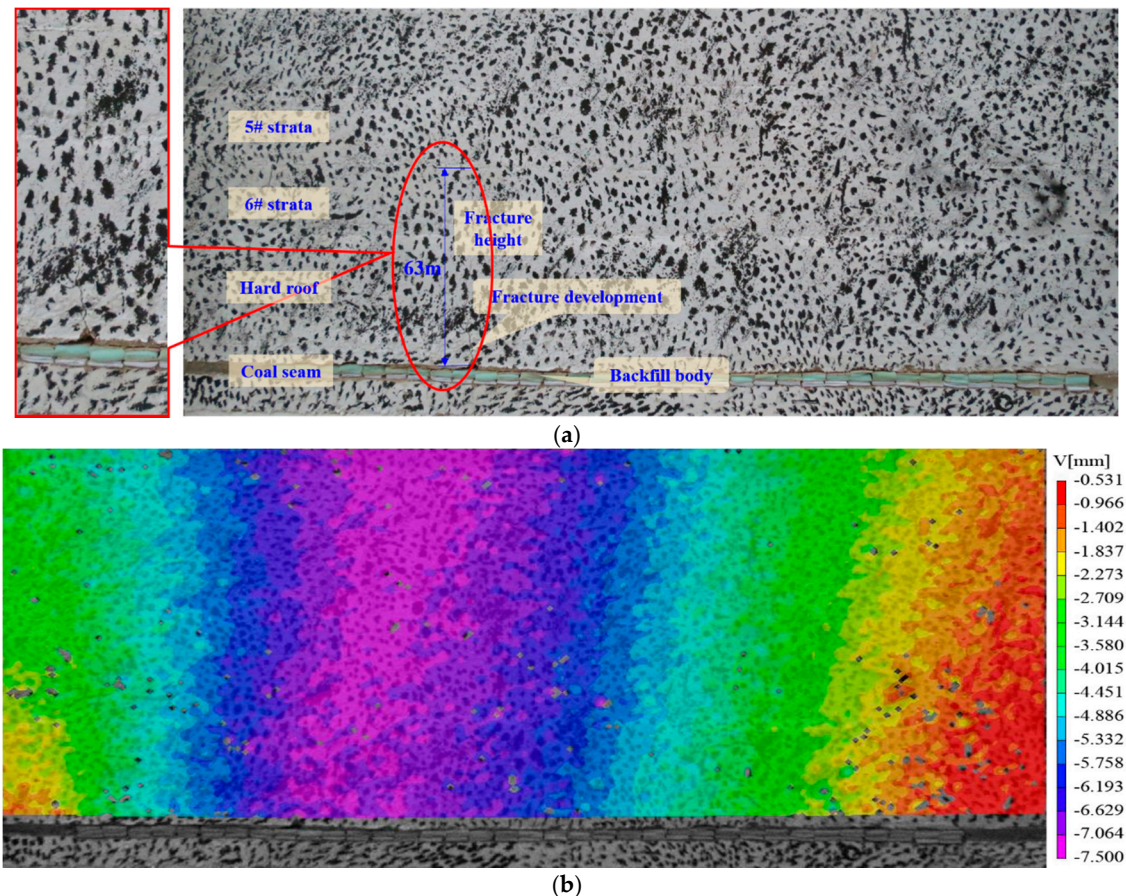 5# strata
6# strata
Fracture
height
63m
Hard roof
Fracture development
Coal seam
Backfill body
(a)
V[mm]
-0.531
-0.966
-1.402
-1.837
-2.273
-2.709
-3.144
-3.580
-4.015
-4.451
-4.886
-5.332
-5.758
-6.193
-6.629
-7.064
-7.500
(b)